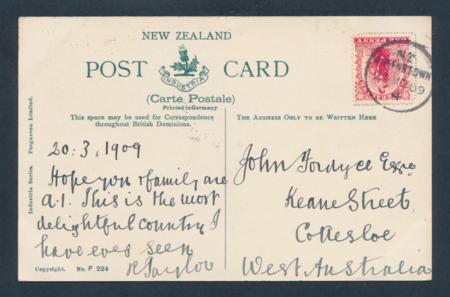 NEW ZEALAND
POST CARD
INDUSTRIA
(Carte Postale)
Printed in Germany
This space may be used for Correspondence
throughout British Dominions.
THE ADDRESS ONLY TO BE WRITTEN HERE
Industria Series. Fergusson Limited.
20.3.1909
Hope you & family are
a.1. This is the most
delightful country I
have ever seen
R Taylor
John Fordyce Esqre
Keane Street
Cottesloe
West Australia
Copyright. No. F 224
N.Z.